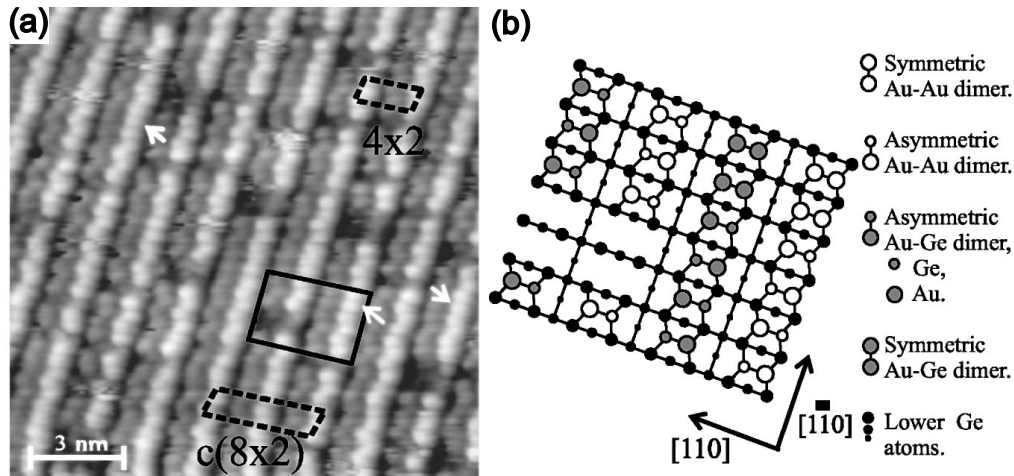 (a)
(b)
4x2
c(8x2)
3 nm
Symmetric
Au-Au dimer.
Asymmetric
Au-Au dimer.
Asymmetric
Au-Ge dimer,
Ge,
Au.
Symmetric
Au-Ge dimer.
Lower Ge
atoms.
[110]
[1̄10]